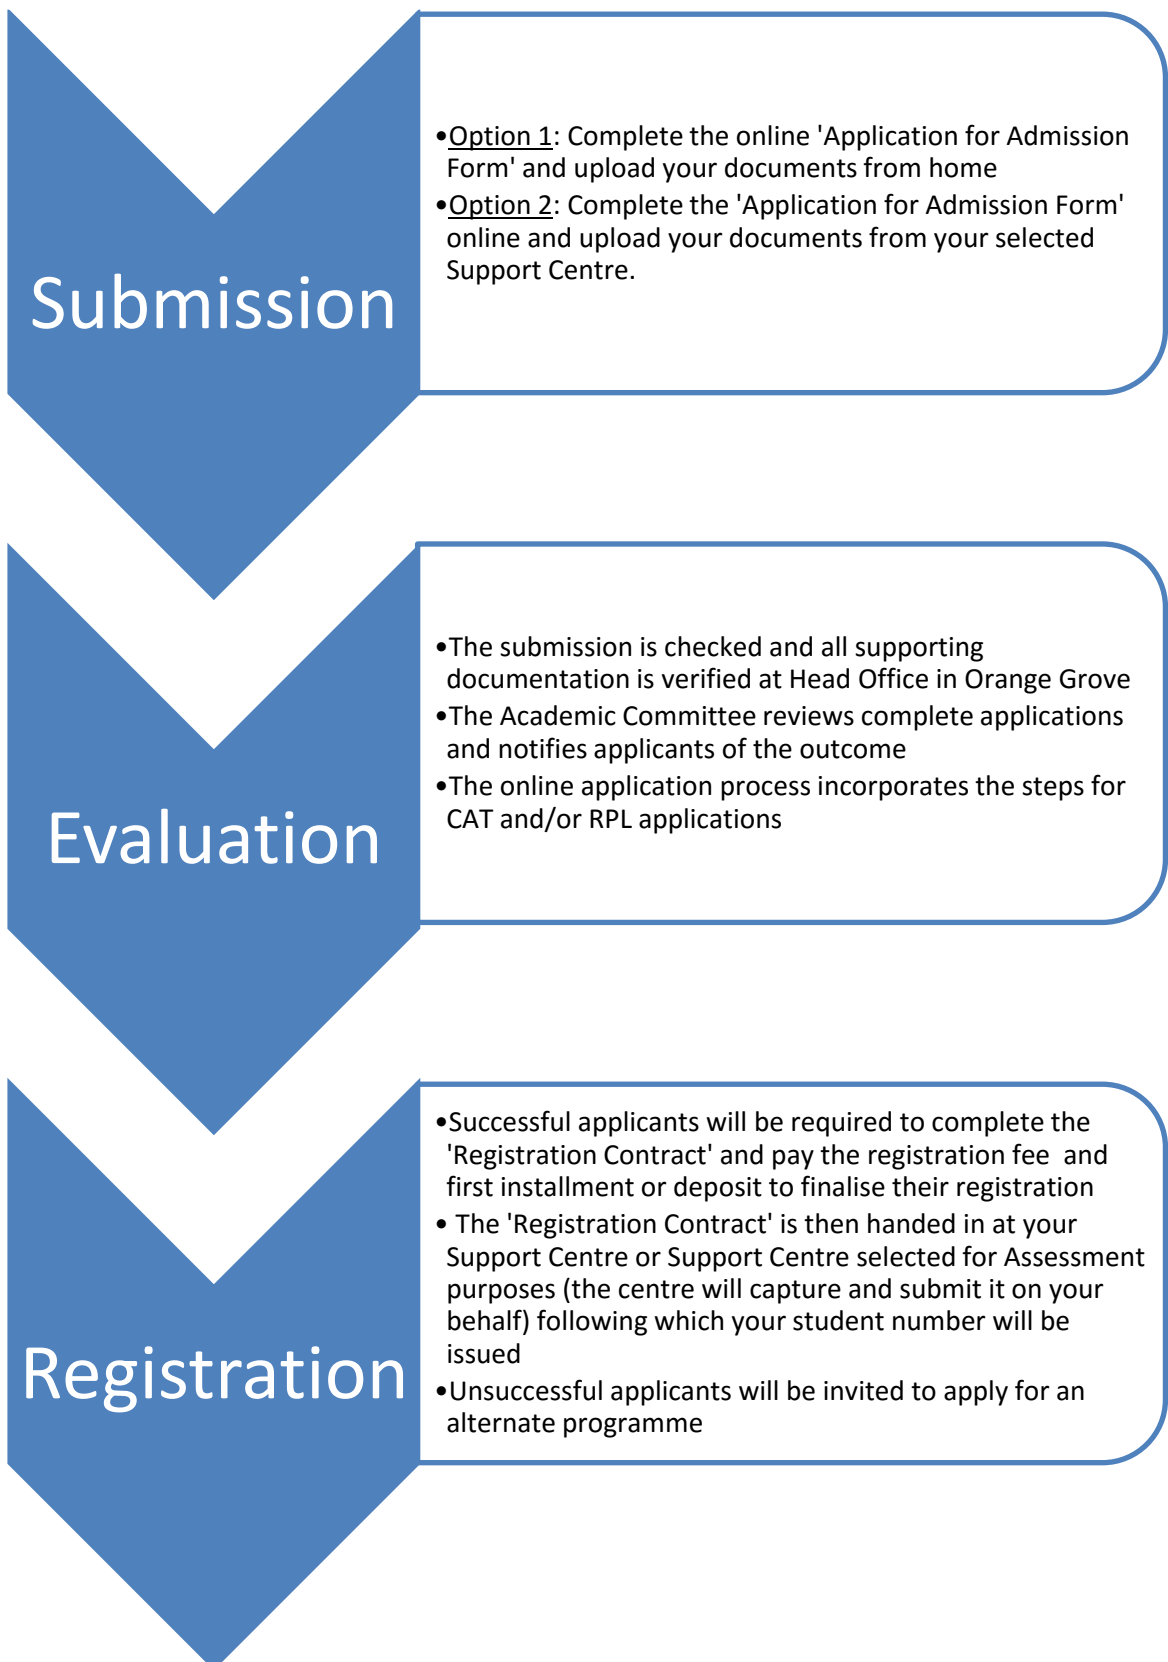 Submission
•Option 1: Complete the online 'Application for Admission
Form' and upload your documents from home
•Option 2: Complete the 'Application for Admission Form'
online and upload your documents from your selected
Support Centre.
Evaluation
•The submission is checked and all supporting
documentation is verified at Head Office in Orange Grove
•The Academic Committee reviews complete applications
and notifies applicants of the outcome
•The online application process incorporates the steps for
CAT and/or RPL applications
Registration
•Successful applicants will be required to complete the
'Registration Contract' and pay the registration fee  and
first installment or deposit to finalise their registration
• The 'Registration Contract' is then handed in at your
Support Centre or Support Centre selected for Assessment
purposes (the centre will capture and submit it on your
behalf) following which your student number will be
issued
•Unsuccessful applicants will be invited to apply for an
alternate programme